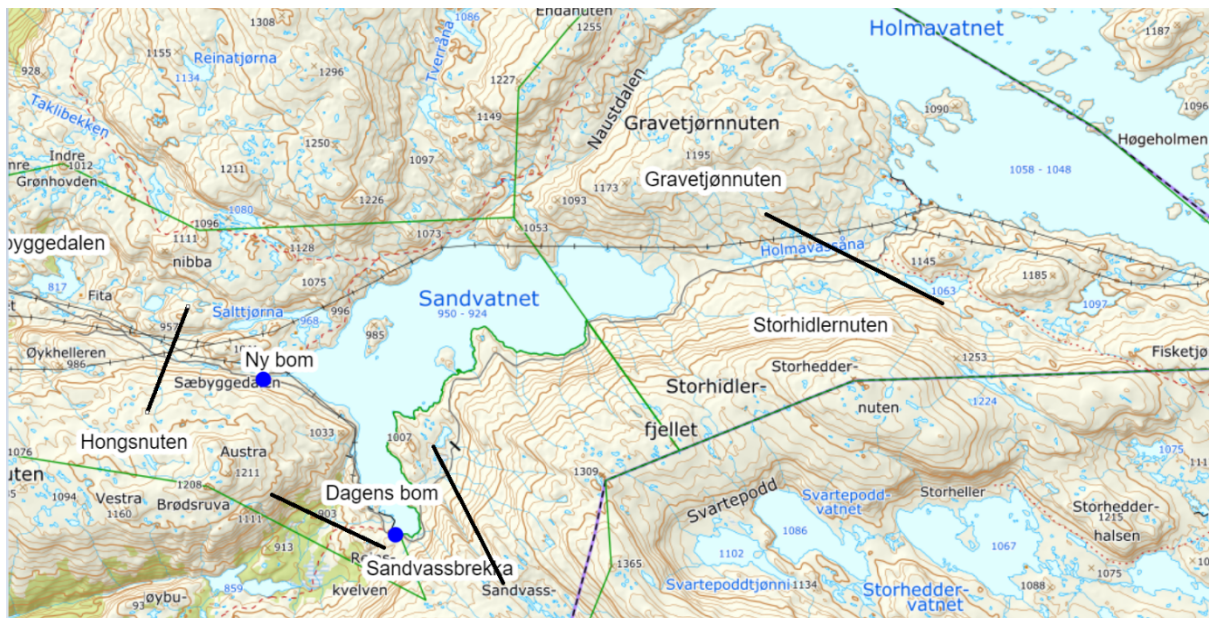 1308
1086
Endanuten
1255
Holmavatnet
1187
1155
Reinatjørna
1134
1296
Tverråna
928
1227
1090
1096
Taklibekken
1149
Naustdalen
Gravetjørnnuten
Høgeholmen
1250
1097
1195
Indre
1012
1211
Grønhovden
1173
Gravetjønnuten
1058 - 1048
1226
1093
1080
1096
1111
1073
1053
byggedalen
1128
Holmavassåna
nibba
1145
1075
1185
817
Fita
Sandvatnet
1063
1097
Salttjørna
996
950 - 924
957
968
985
Storhidlernuten
Øykhelleren
986
Ny bom
1253
Fisketjø
Storhedder-
Sæbyggedalen
Storhidler-
1224
nuten
Hongsnuten
1033
1007
fjellet
1076
Austra
1211
uten
1075
1094
Vestra
1208
1309
1160
Brødsruva
Dagens bom
Svartepodd
Svartepodd-
vatnet
Storheller
1111
903
Storhedder-
1215
halsen
1086
913
1102
1067
Sandvassbrekka
1365
859
Svartepoddtjønni
1134
1088
1075
kvelven
Sandvass-
Storhedder-
vatnet
93
øybu-